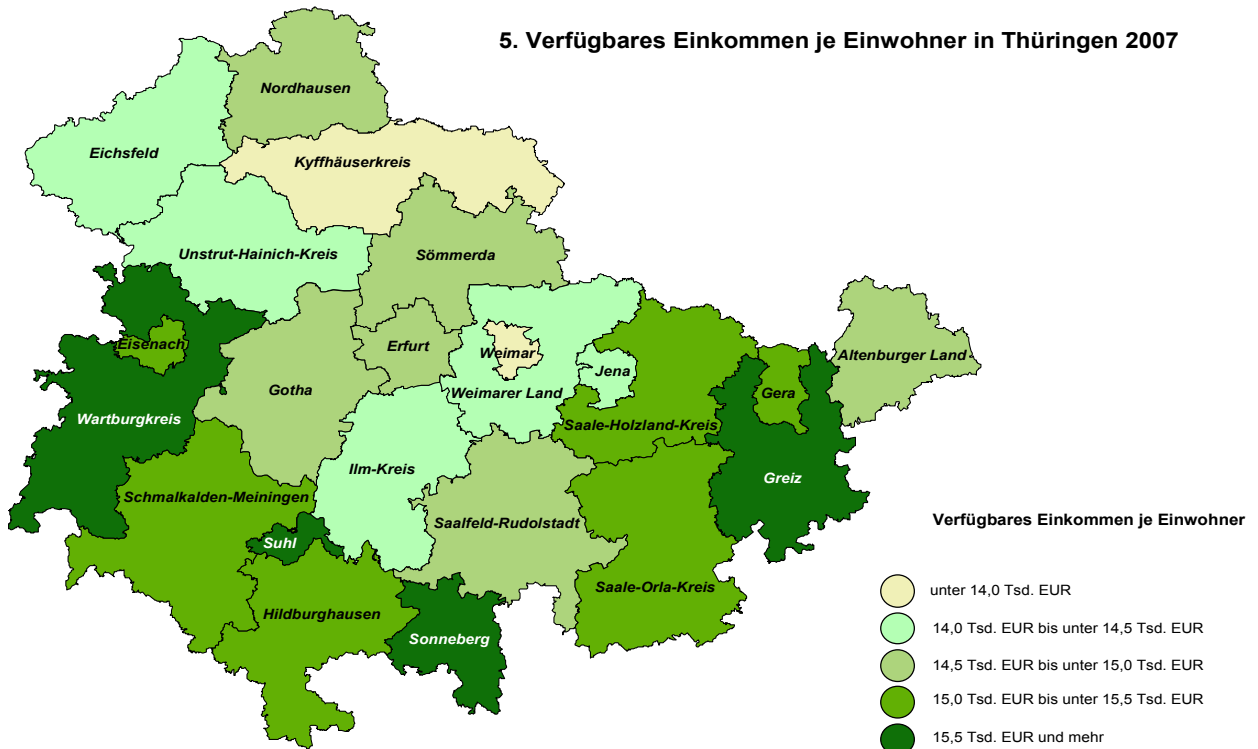 5. Verfügbares Einkommen je Einwohner in Thüringen 2007
Nordhausen
Eichsfeld
Kyffhäuserkreis
Unstrut-Hainich-Kreis
Sömmerda
Eisenach
Erfurt
Weimar
Altenburger Land
Jena
Gotha
Weimarer Land
Gera
Wartburgkreis
Saale-Holzland-Kreis
Ilm-Kreis
Greiz
Schmalkalden-Meiningen
Saalfeld-Rudolstadt
Suhl
Saale-Orla-Kreis
Hildburghausen
Sonneberg
Verfügbares Einkommen je Einwohner
unter 14,0 Tsd. EUR
14,0 Tsd. EUR bis unter 14,5 Tsd. EUR
14,5 Tsd. EUR bis unter 15,0 Tsd. EUR
15,0 Tsd. EUR bis unter 15,5 Tsd. EUR
15,5 Tsd. EUR und mehr